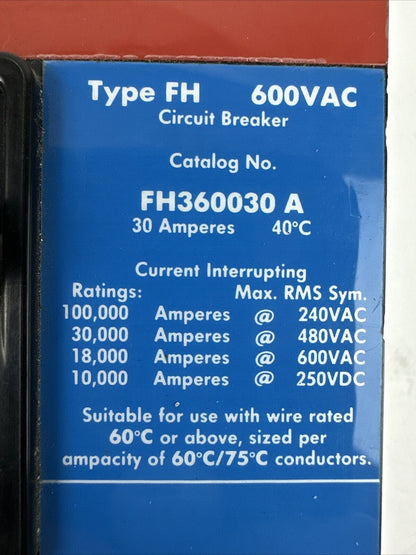 Type FH 600VAC
Circuit Breaker
Catalog No.
FH360030 A
30 Amperes 40°C
Current Interrupting
Ratings: Max. RMS Sym.
100,000 Amperes @ 240VAC
30,000 Amperes @ 480VAC
18,000 Amperes @ 600VAC
10,000 Amperes @ 250VDC
Suitable for use with wire rated
60°C or above, sized per
ampacity of 60°C/75°C conductors.